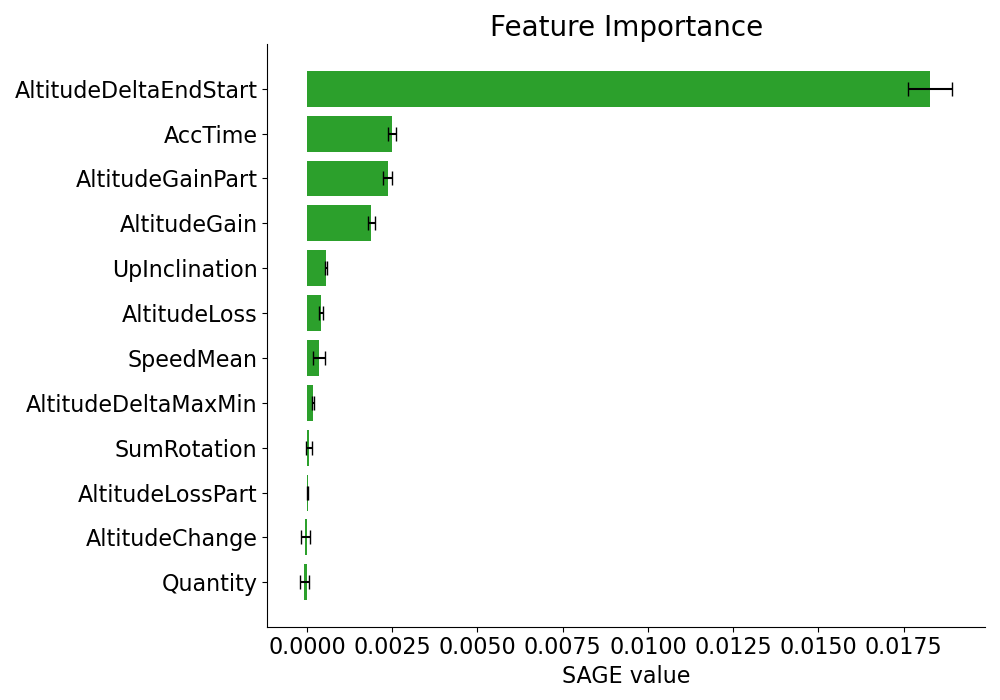 Feature Importance
AltitudeDeltaEndStart
AccTime
AltitudeGainPart
AltitudeGain
UpInclination
AltitudeLoss
SpeedMean
AltitudeDeltaMaxMin
SumRotation
AltitudeLossPart
AltitudeChange
Quantity
0.0000 0.0025 0.0050 0.0075 0.0100 0.0125 0.0150 0.0175
SAGE value